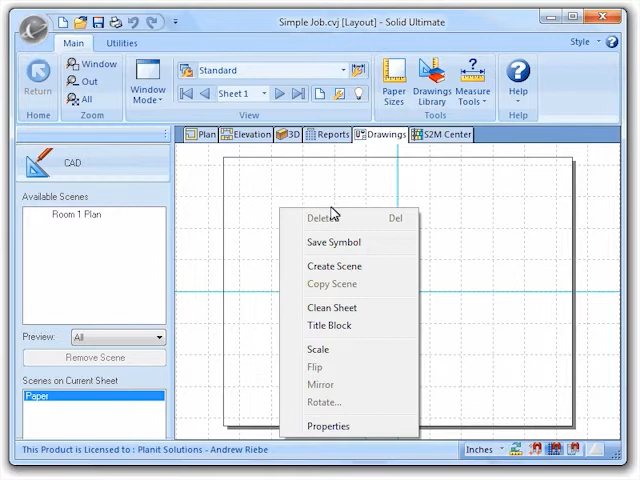 Simple Job.cvj [Layout] - Solid Ultimate
Main Utilities Style
Return
Home
Window
Out
All
Zoom
Window
Mode
Standard
Sheet 1
View
Paper
Sizes
Drawings
Library
Measure
Tools
Tools
Help
Help
Plan Elevation 3D Reports Drawings S2M Center
CAD
Available Scenes
Room 1 Plan
Preview: All
Remove Scene
Scenes on Current Sheet
Paper
Delete Del
Save Symbol
Create Scene
Copy Scene
Clean Sheet
Title Block
Scale
Flip
Mirror
Rotate...
Properties
This Product is Licensed to : Planit Solutions - Andrew Riebe
Inches